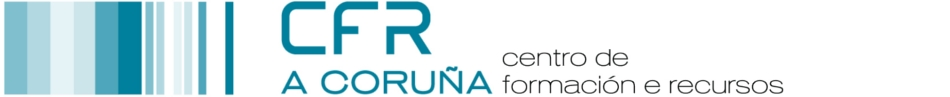 CFR
A CORUÑA
centro de
formación e recursos